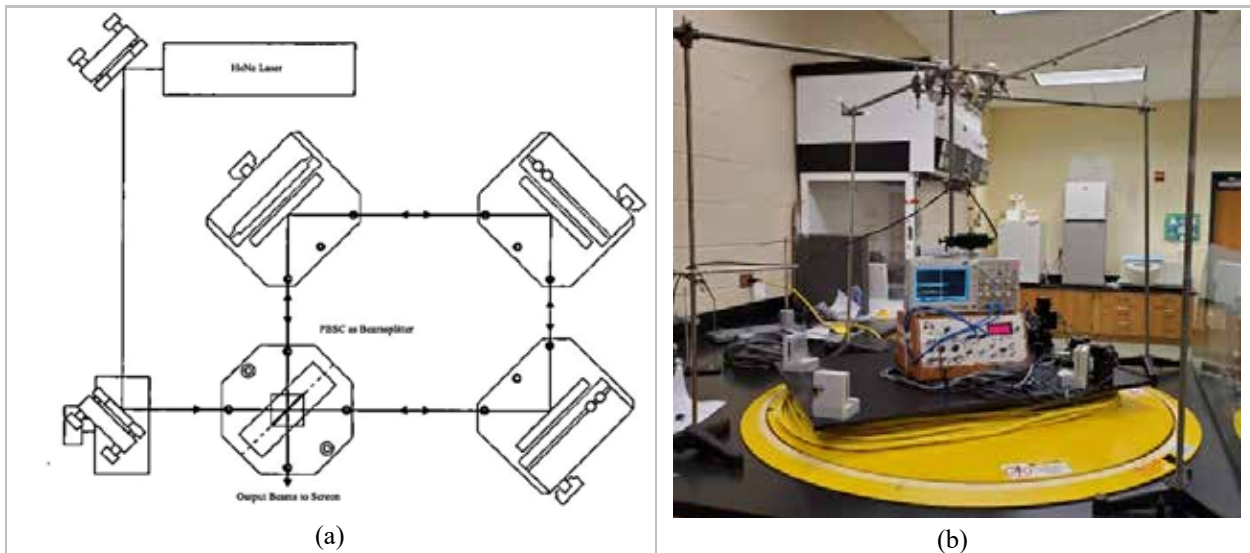 HeNe Laser
PBSC as Beamsplitter
Output Beams to Screen
(a)
(b)